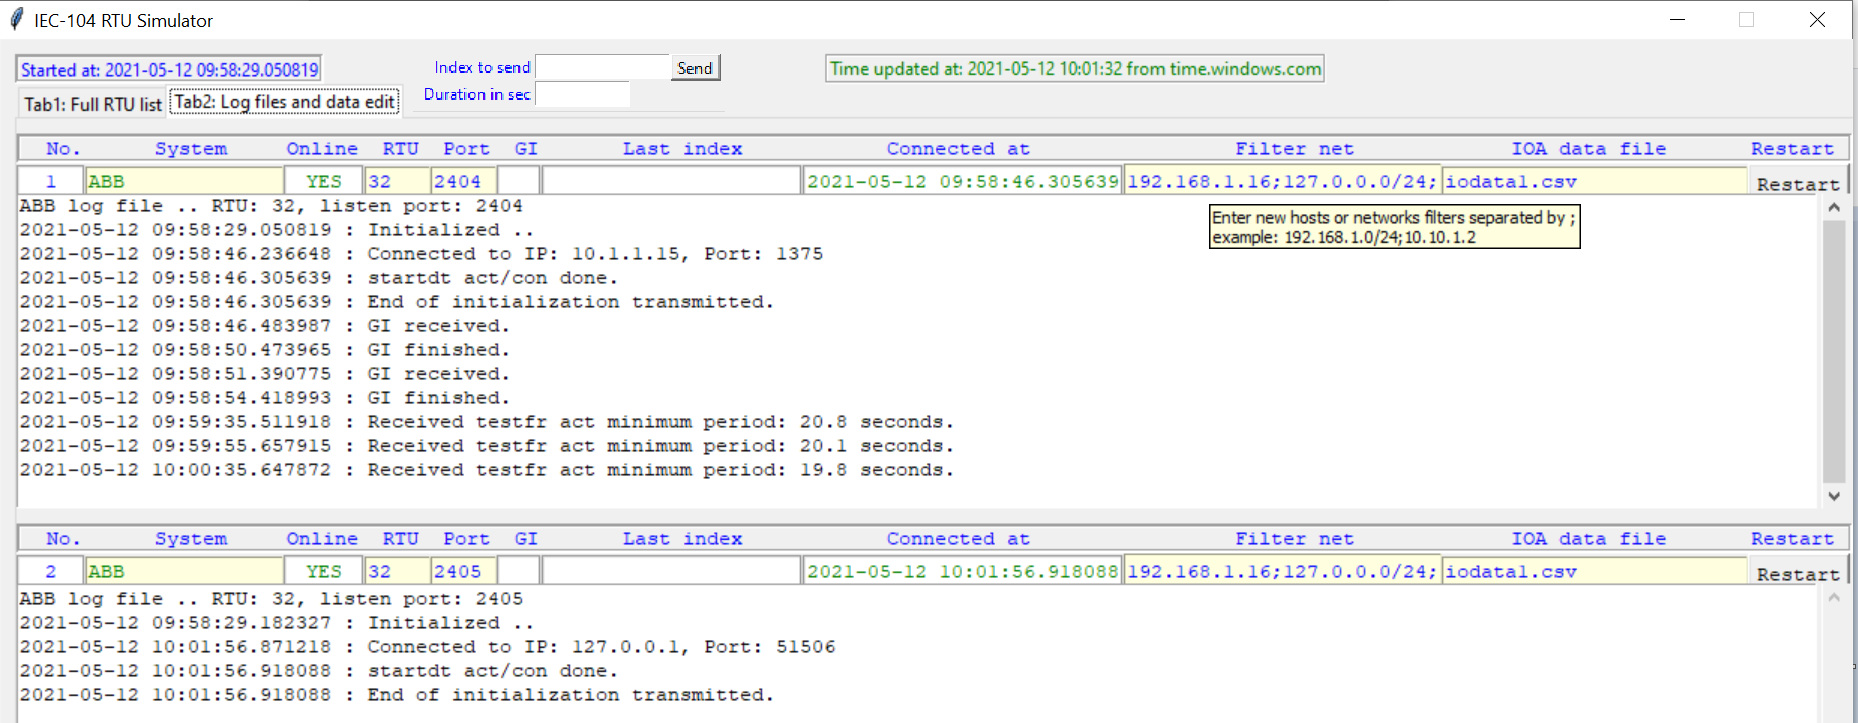 IEC-104 RTU Simulator
Started at: 2021-05-12 09:58:29.050819
Index to send Send
Time updated at: 2021-05-12 10:01:32 from time.windows.com
Duration in sec
Tab1: Full RTU list Tab2: Log files and data edit
No. System Online RTU Port GI Last index Connected at Filter net IOA data file Restart
1 ABB YES 32 2404 2021-05-12 09:58:46.305639 192.168.1.16;127.0.0.0/24; iodata1.csv Restart
ABB log file .. RTU: 32, listen port: 2404
Enter new hosts or networks filters separated by ;
example: 192.168.1.0/24;10.10.1.2
2021-05-12 09:58:29.050819 : Initialized ..
2021-05-12 09:58:46.236648 : Connected to IP: 10.1.1.15, Port: 1375
2021-05-12 09:58:46.305639 : startdt act/con done.
2021-05-12 09:58:46.305639 : End of initialization transmitted.
2021-05-12 09:58:46.483987 : GI received.
2021-05-12 09:58:50.473965 : GI finished.
2021-05-12 09:58:51.390775 : GI received.
2021-05-12 09:58:54.418993 : GI finished.
2021-05-12 09:59:35.511918 : Received testfr act minimum period: 20.8 seconds.
2021-05-12 09:59:55.657915 : Received testfr act minimum period: 20.1 seconds.
2021-05-12 10:00:35.647872 : Received testfr act minimum period: 19.8 seconds.
No. System Online RTU Port GI Last index Connected at Filter net IOA data file Restart
2 ABB YES 32 2405 2021-05-12 10:01:56.918088 192.168.1.16;127.0.0.0/24; iodata1.csv Restart
ABB log file .. RTU: 32, listen port: 2405
2021-05-12 09:58:29.182327 : Initialized ..
2021-05-12 10:01:56.871218 : Connected to IP: 127.0.0.1, Port: 51506
2021-05-12 10:01:56.918088 : startdt act/con done.
2021-05-12 10:01:56.918088 : End of initialization transmitted.